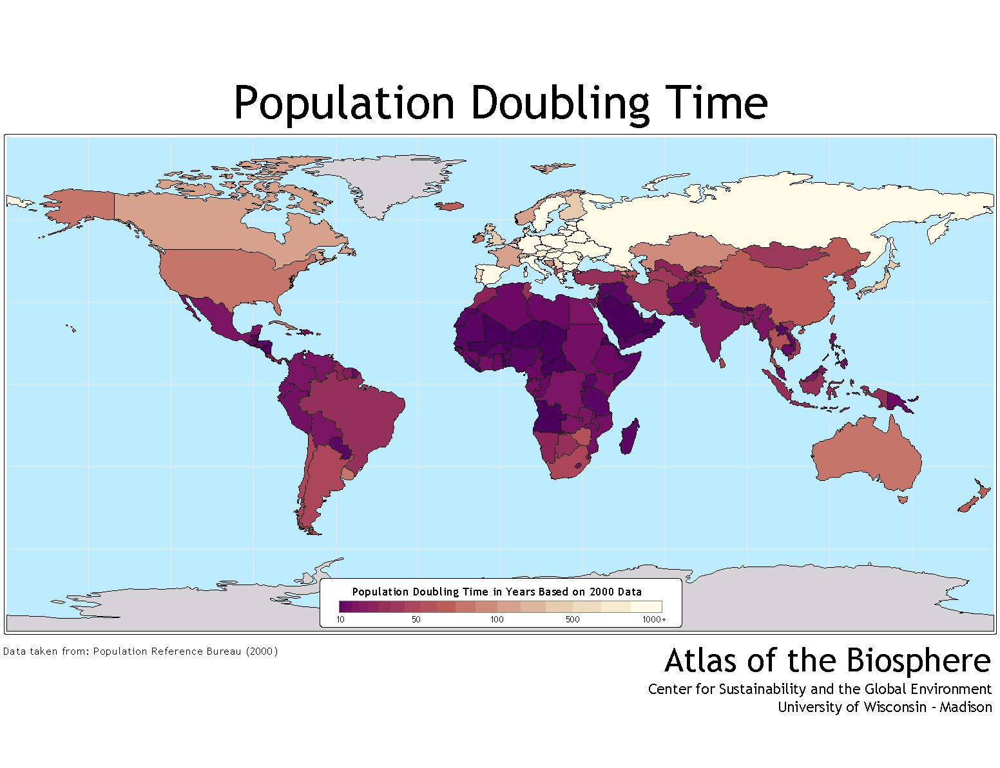 Population Doubling Time
Population Doubling Time in Years Based on 2000 Data
10 50 100 500 1000+
Data taken from: Population Reference Bureau (2000)
Atlas of the Biosphere
Center for Sustainability and the Global Environment
University of Wisconsin - Madison